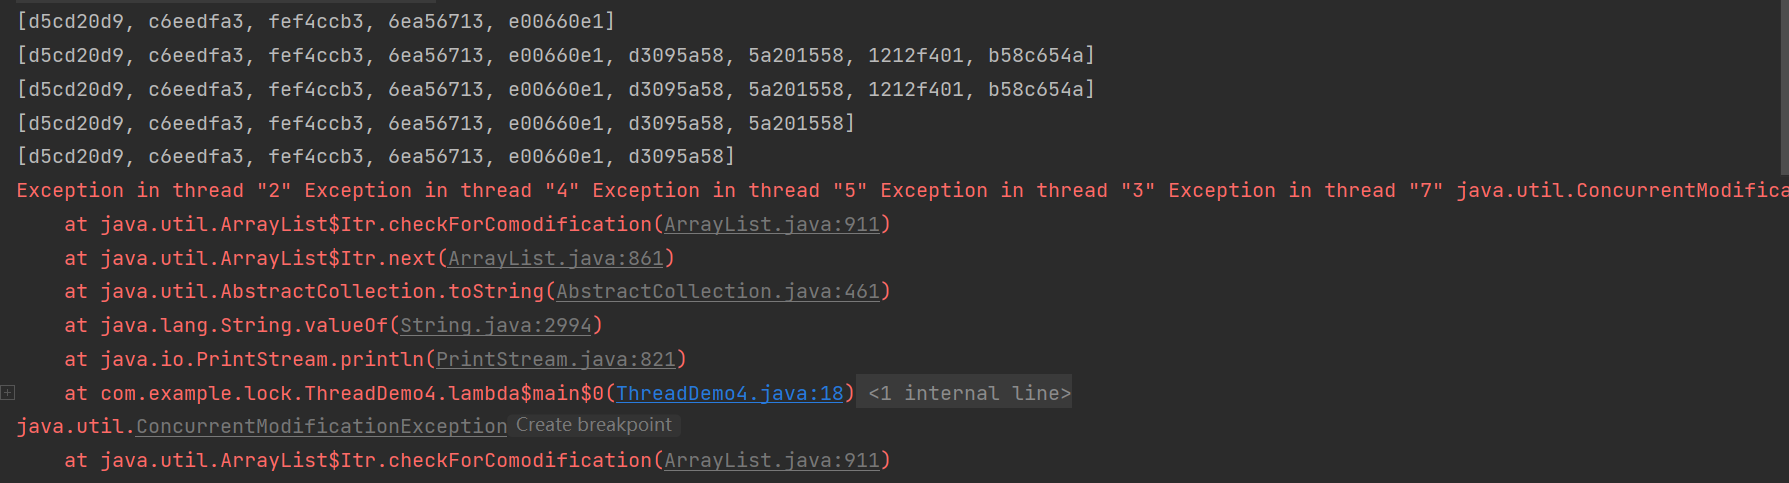 [d5cd20d9, c6eedfa3, fef4ccb3, 6ea56713, e00660e1]
[d5cd20d9, c6eedfa3, fef4ccb3, 6ea56713, e00660e1, d3095a58, 5a201558, 1212f401, b58c654a]
[d5cd20d9, c6eedfa3, fef4ccb3, 6ea56713, e00660e1, d3095a58, 5a201558, 1212f401, b58c654a]
[d5cd20d9, c6eedfa3, fef4ccb3, 6ea56713, e00660e1, d3095a58, 5a201558]
[d5cd20d9, c6eedfa3, fef4ccb3, 6ea56713, e00660e1, d3095a58]
Exception in thread "2" Exception in thread "4" Exception in thread "5" Exception in thread "3" Exception in thread "7" java.util.ConcurrentModifica
at java.util.ArrayList$Itr.checkForComodification(ArrayList.java:911)
at java.util.ArrayList$Itr.next(ArrayList.java:861)
at java.util.AbstractCollection.toString(AbstractCollection.java:461)
at java.lang.String.valueOf(String.java:2994)
at java.io.PrintStream.println(PrintStream.java:821)
at com.example.lock.ThreadDemo4.lambda$main$0(ThreadDemo4.java:18) <1 internal line>
java.util.ConcurrentModificationException Create breakpoint
at java.util.ArrayList$Itr.checkForComodification(ArrayList.java:911)